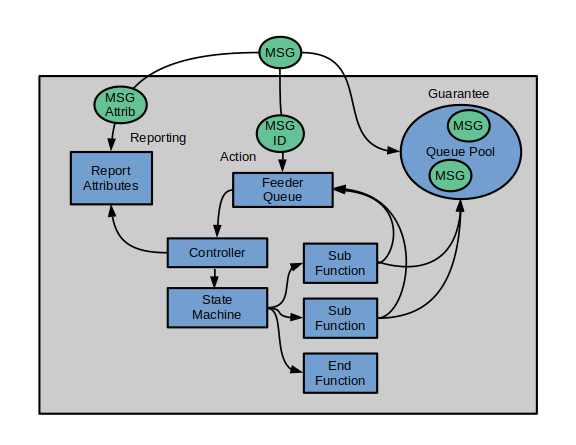 MSG
Guarantee
MSG
Attrib
MSG
ID
MSG
Reporting
Queue Pool
Action
Report
Attributes
Feeder
Queue
MSG
Controller
Sub
Function
State
Machine
Sub
Function
End
Function